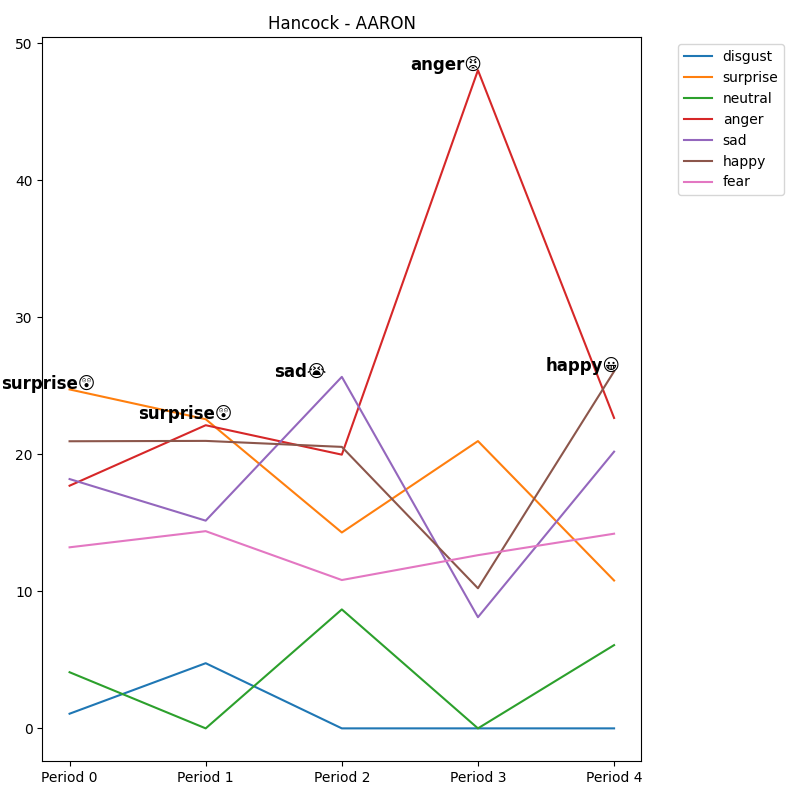 Hancock - AARON
50
40
30
20
10
0
anger😡
surprise😲
surprise😲
sad😭
happy😀
Period 0
Period 1
Period 2
Period 3
Period 4
disgust
surprise
neutral
anger
sad
happy
fear